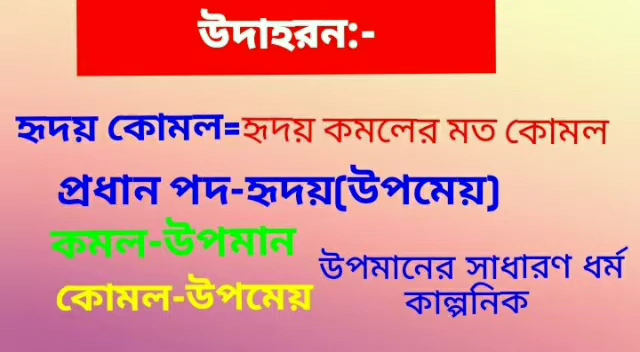 উদাহরন:-
হৃদয় কোমল=হৃদয় কমলের মত কোমল
প্রধান পদ-হৃদয়(উপমেয়)
কমল-উপমান
উপমানের সাধারণ ধর্ম
কাল্পনিক
কোমল-উপমেয়